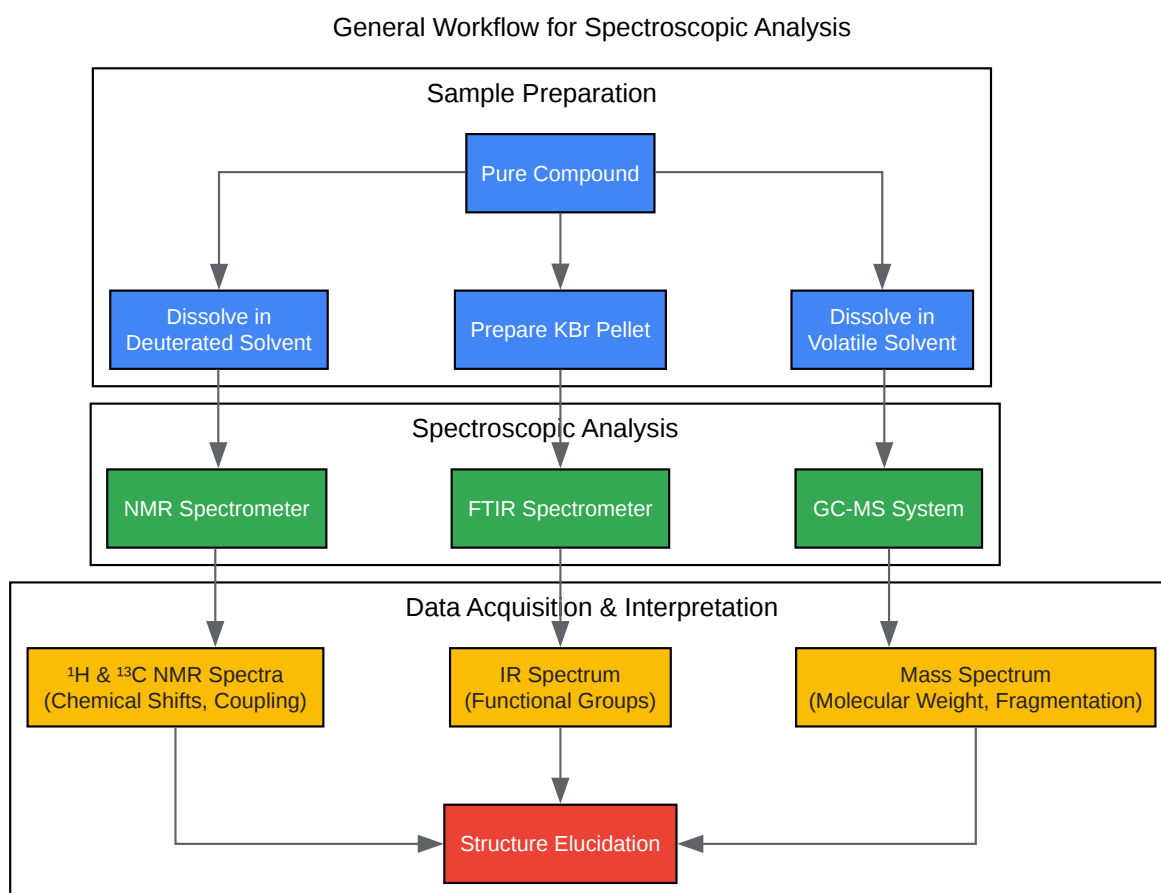 General Workflow for Spectroscopic Analysis
Sample Preparation
Pure Compound
Dissolve in
Deuterated Solvent
Prepare KBr Pellet
Dissolve in
Volatile Solvent
Spectroscopic Analysis
NMR Spectrometer
FTIR Spectrometer
GC-MS System
Data Acquisition & Interpretation
¹H & ¹³C NMR Spectra
(Chemical Shifts, Coupling)
IR Spectrum
(Functional Groups)
Mass Spectrum
(Molecular Weight, Fragmentation)
Structure Elucidation